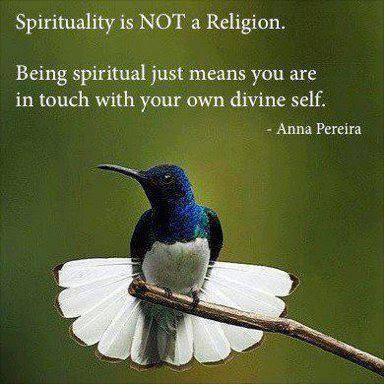 Spirituality is NOT a Religion.
Being spiritual just means you are
in touch with your own divine self.
- Anna Pereira